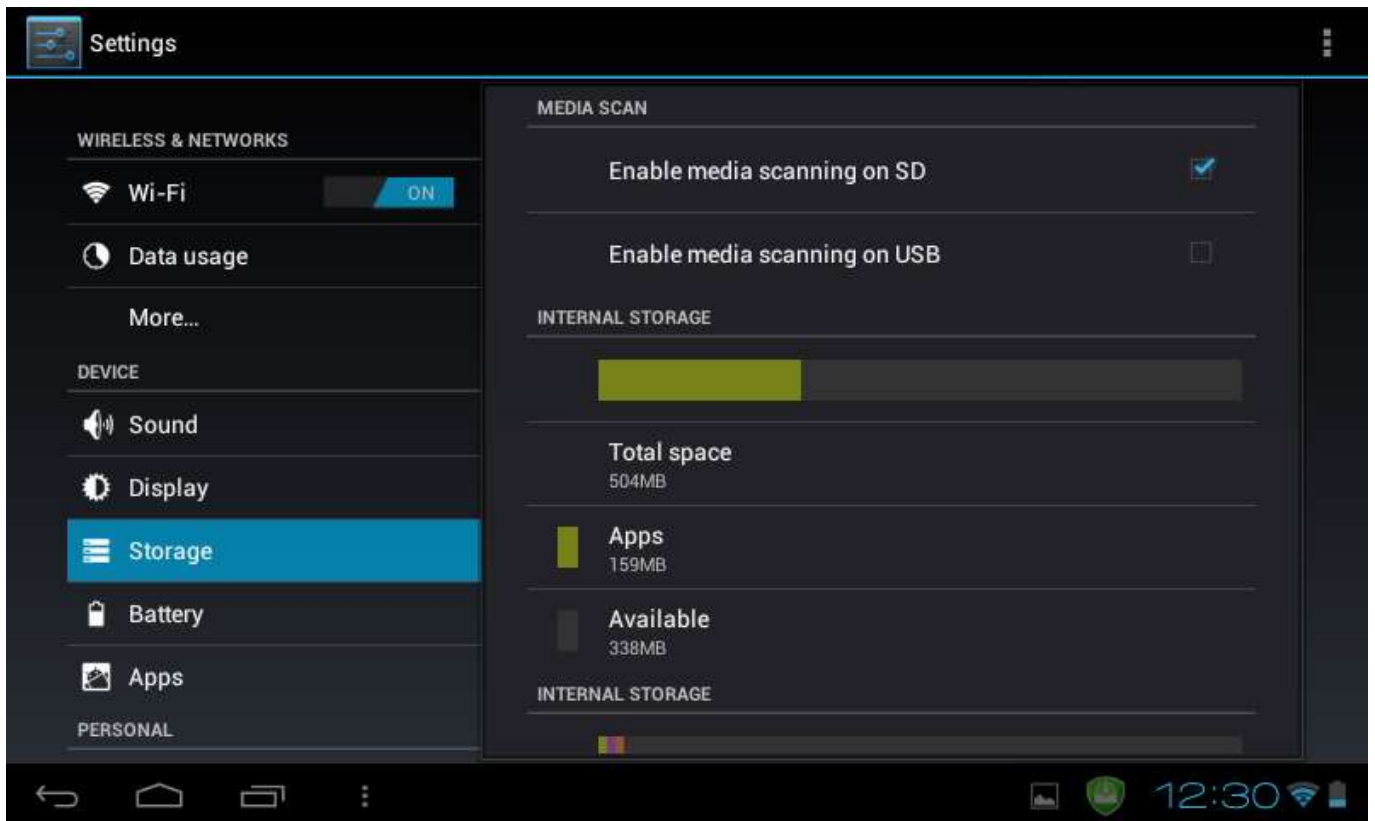 Settings
WIRELESS & NETWORKS
Wi-Fi ON
Data usage
More...
DEVICE
Sound
Display
Storage
Battery
Apps
PERSONAL
MEDIA SCAN
Enable media scanning on SD
Enable media scanning on USB
INTERNAL STORAGE
Total space
504MB
Apps
159MB
Available
338MB
INTERNAL STORAGE
12:30